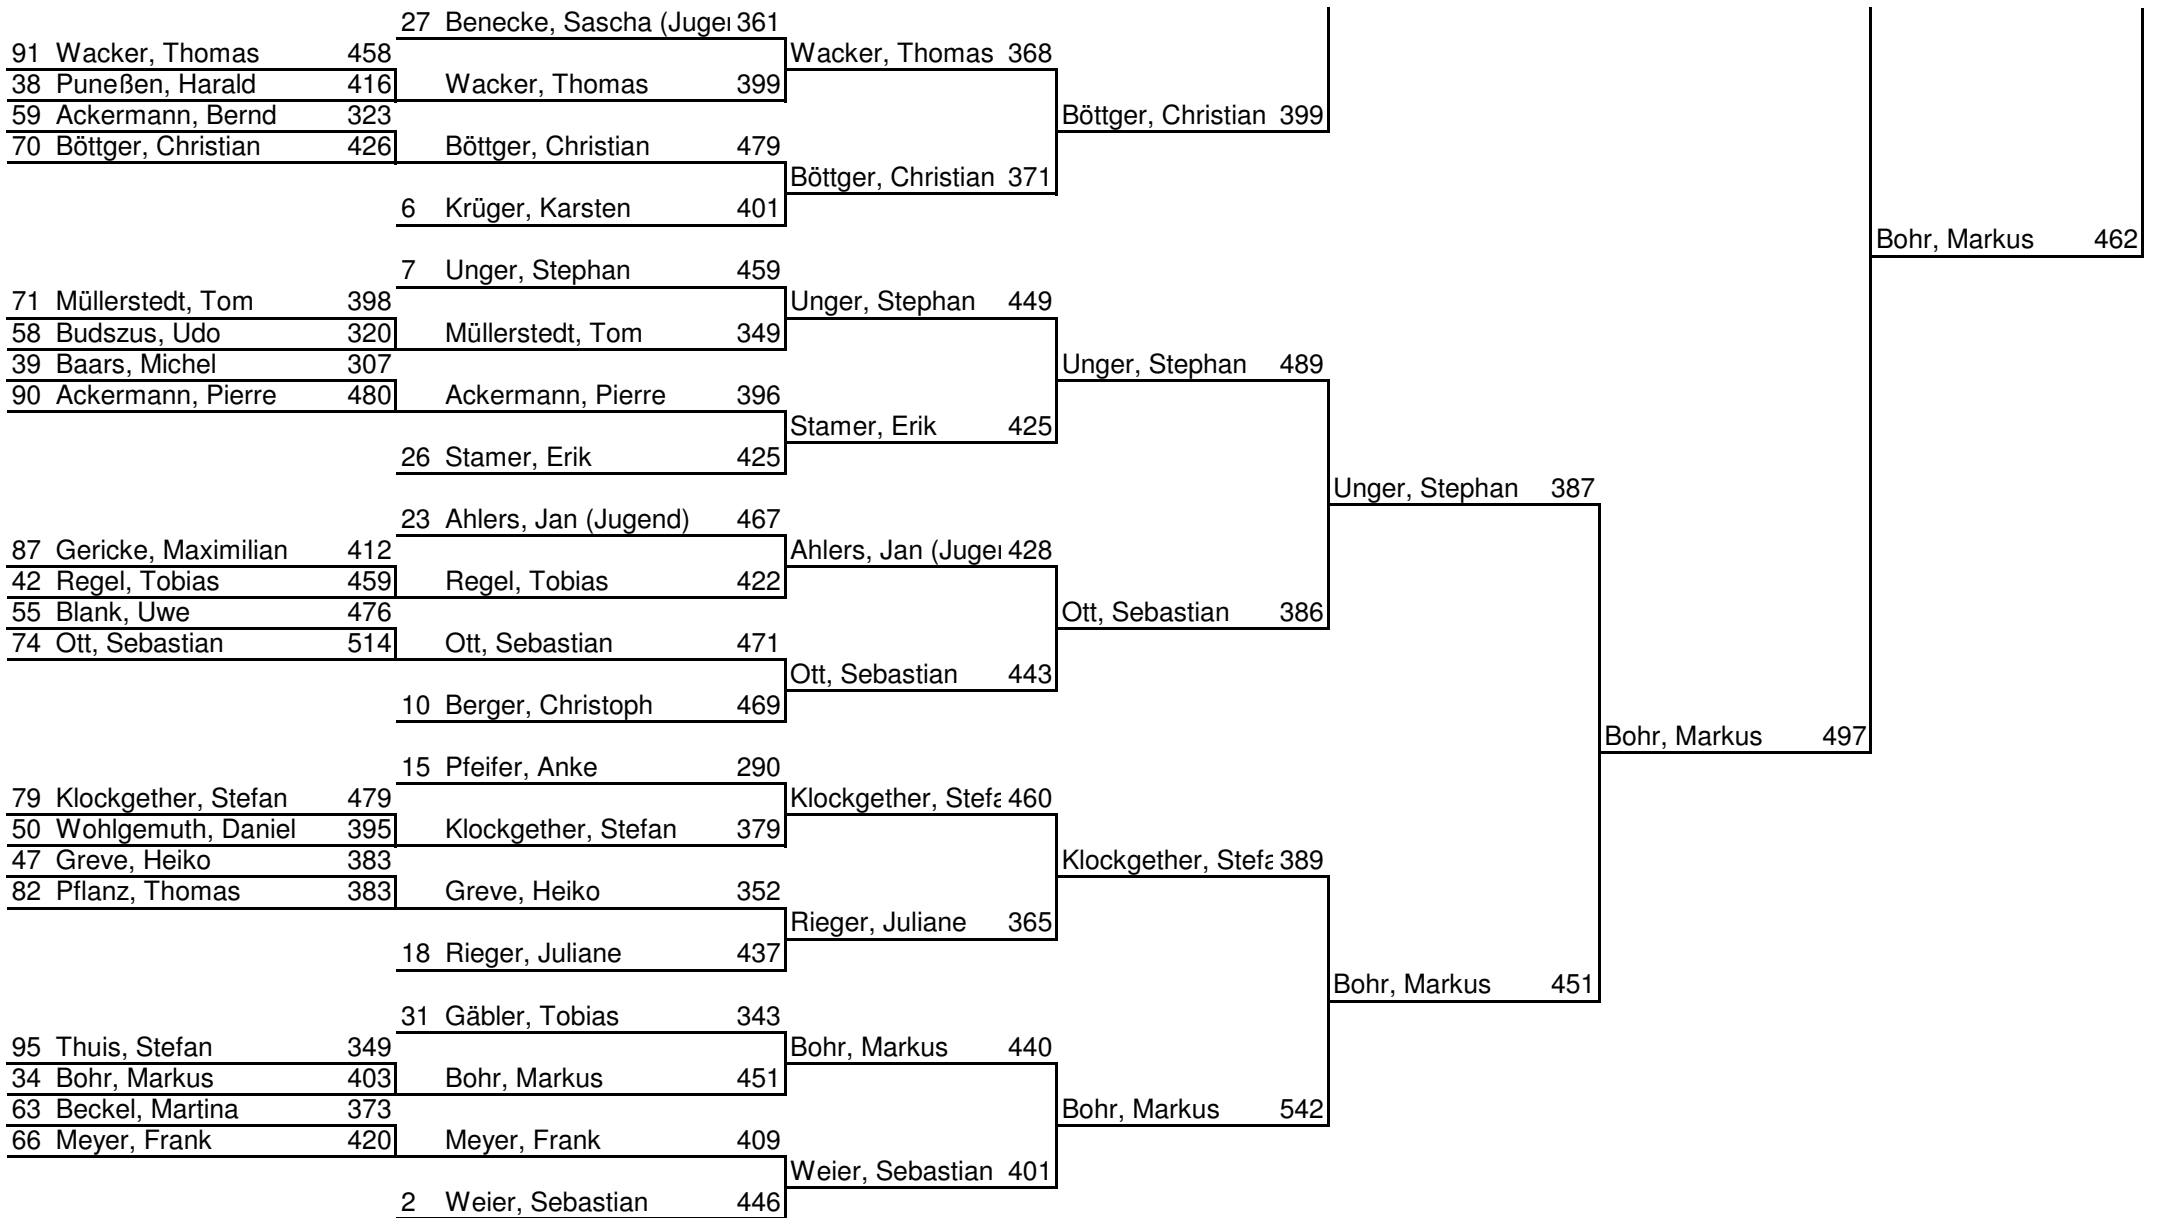 27 Benecke, Sascha (Juge 361
91 Wacker, Thomas 458 Wacker, Thomas 368
38 Puneßen, Harald 416 Wacker, Thomas 399
59 Ackermann, Bernd 323 Böttger, Christian 399
70 Böttger, Christian 426 Böttger, Christian 479
Böttger, Christian 371
6 Krüger, Karsten 401
Bohr, Markus 462
7 Unger, Stephan 459
71 Müllerstedt, Tom 398 Unger, Stephan 449
58 Budszus, Udo 320 Müllerstedt, Tom 349
39 Baars, Michel 307 Unger, Stephan 489
90 Ackermann, Pierre 480 Ackermann, Pierre 396
Stamer, Erik 425
26 Stamer, Erik 425
Unger, Stephan 387
23 Ahlers, Jan (Jugend) 467
87 Gericke, Maximilian 412 Ahlers, Jan (Juge 428
42 Regel, Tobias 459 Regel, Tobias 422
55 Blank, Uwe 476 Ott, Sebastian 386
74 Ott, Sebastian 514 Ott, Sebastian 471
Ott, Sebastian 443
10 Berger, Christoph 469
Bohr, Markus 497
15 Pfeifer, Anke 290
79 Klockgether, Stefan 479 Klockgether, Stefa 460
50 Wohlgemuth, Daniel 395 Klockgether, Stefan 379
47 Greve, Heiko 383 Klockgether, Stefa 389
82 Pflanz, Thomas 383 Greve, Heiko 352
Rieger, Juliane 365
18 Rieger, Juliane 437
Bohr, Markus 451
31 Gäbler, Tobias 343
95 Thuis, Stefan 349 Bohr, Markus 440
34 Bohr, Markus 403 Bohr, Markus 451
63 Beckel, Martina 373 Bohr, Markus 542
66 Meyer, Frank 420 Meyer, Frank 409
Weier, Sebastian 401
2 Weier, Sebastian 446